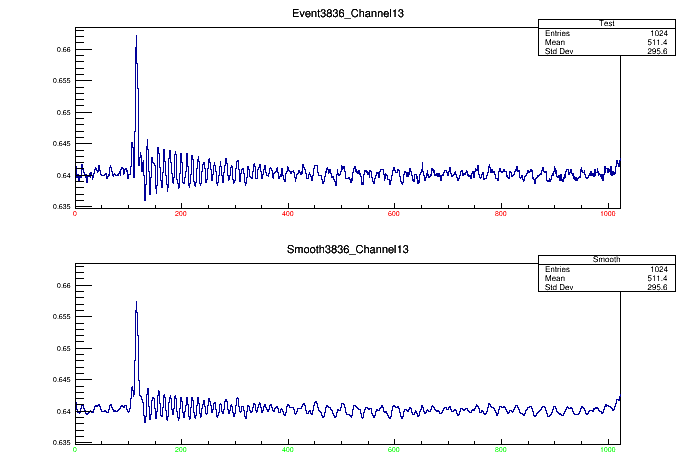 Event3836_Channel13
Test
Entries 1024
Mean 511.4
Std Dev 295.6
0.66
0.655
0.65
0.645
0.64
0.635
0 200 400 600 800 1000
Smooth3836_Channel13
Smooth
Entries 1024
Mean 511.4
Std Dev 295.6
0.66
0.655
0.65
0.645
0.64
0.635
0 200 400 600 800 1000